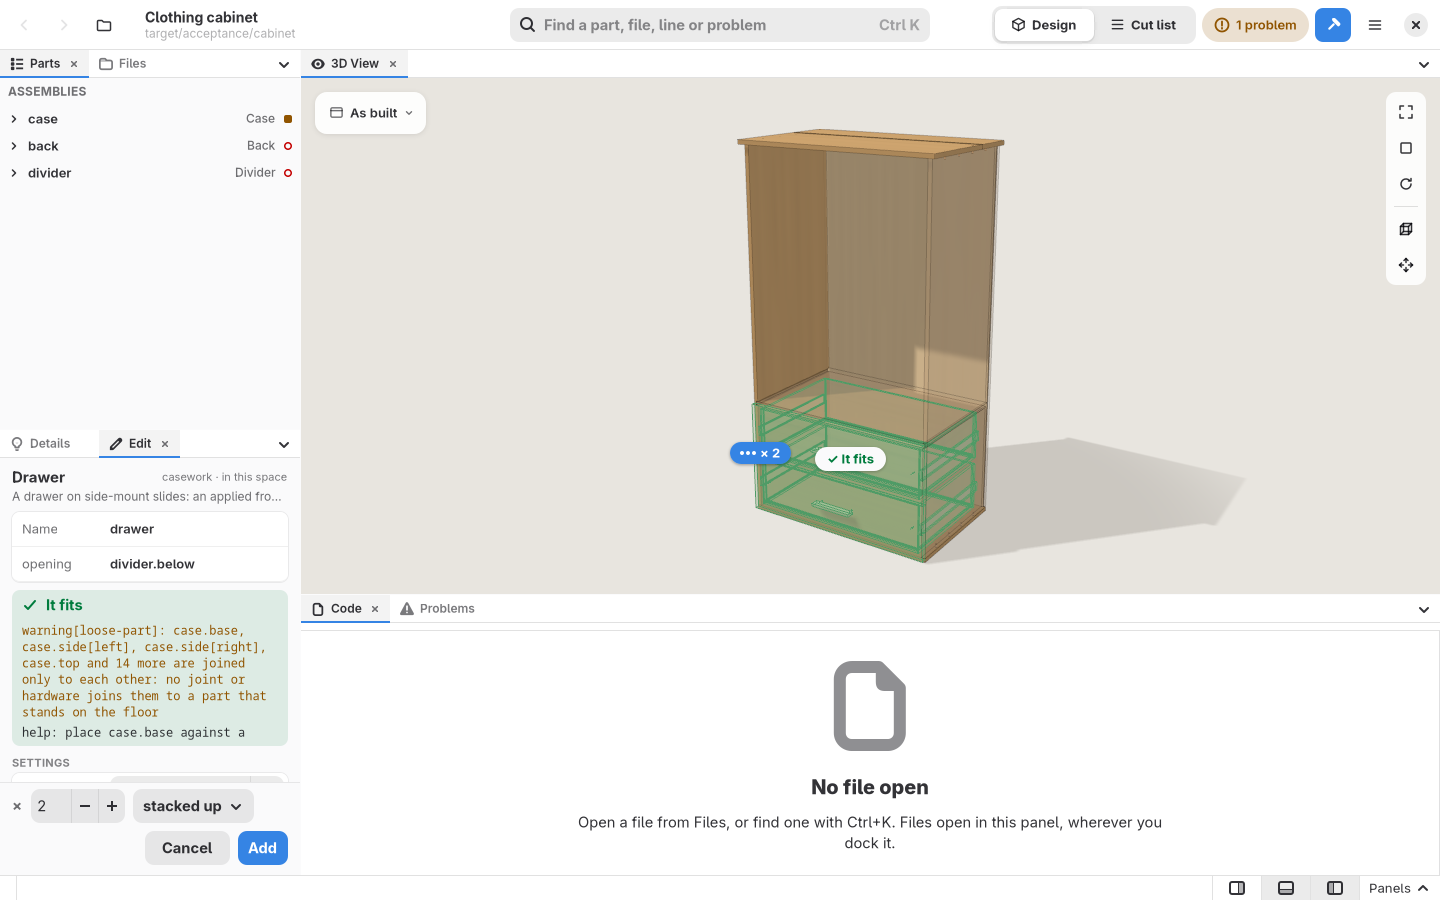 Clothing cabinet
target/acceptance/cabinet
Find a part, file, line or problem
Ctrl K
Design
Cut list
1 problem
Parts
Files
3D View
ASSEMBLIES
case
Case
back
Back
divider
Divider
As built
××× × 2
It fits
Details
Edit
Drawer
casework · in this space
A drawer on side-mount slides: an applied fro...
Name
drawer
opening
divider.below
It fits
warning[loose-part]: case.base,
case.side[left], case.side[right],
case.top and 14 more are joined
only to each other: no joint or
hardware joins them to a part that
stands on the floor
help: place case.base against a
SETTINGS
× 2
stacked up
Cancel
Add
Code
Problems
No file open
Open a file from Files, or find one with Ctrl+K. Files open in this panel, wherever you
dock it.
Panels